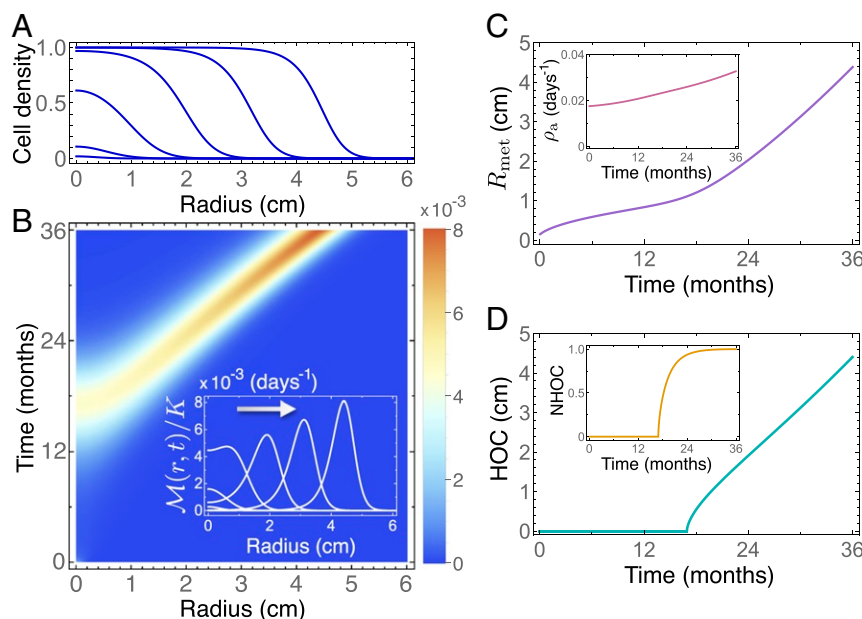 A
Cell density
1.0
0.5
0
0 1 2 3 4 5 6
Radius (cm)
B
Time (months)
36
24
12
0
0 1 2 3 4 5 6
Radius (cm)
×10⁻³
8
6
4
2
0
×10⁻³ (days⁻¹)
M(r, t)/K
8
6
4
2
0
0 2 4 6
Radius (cm)
C
R_met (cm)
5
4
3
2
1
0
0 12 24 36
Time (months)
ρ_a (days⁻¹)
0.04
0.02
0
0 12 24 36
Time (months)
D
HOC (cm)
5
4
3
2
1
0
0 12 24 36
Time (months)
NHOC
1.0
0.5
0
0 12 24 36
Time (months)